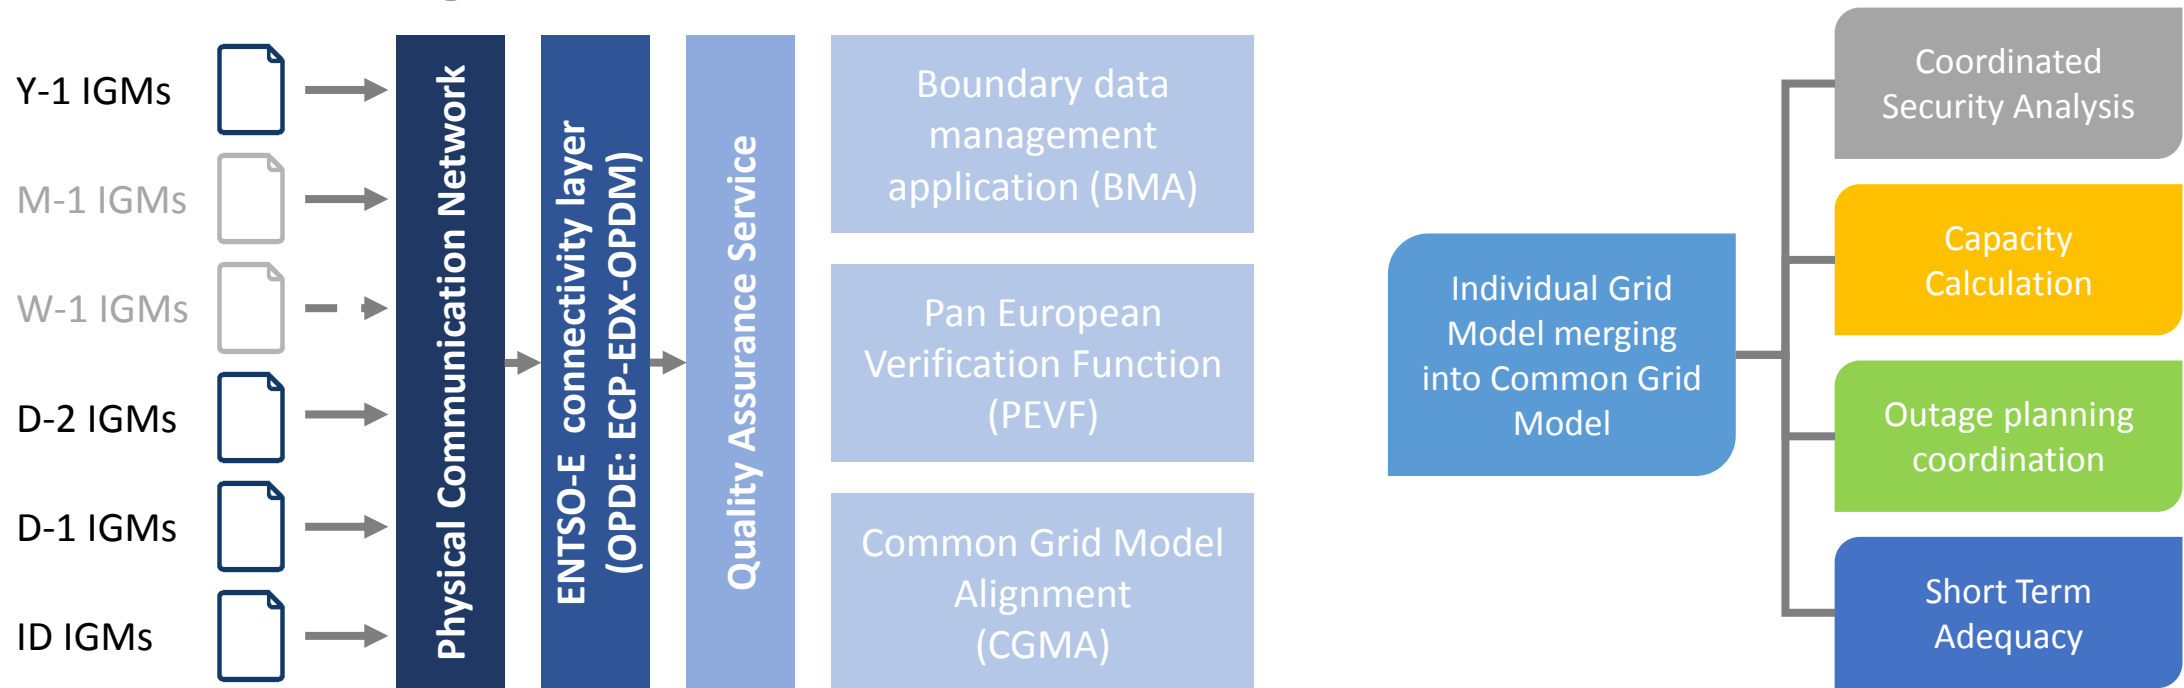 Y-1 IGMs
M-1 IGMs
W-1 IGMs
D-2 IGMs
D-1 IGMs
ID IGMs
Physical Communication Network
ENTSO-E connectivity layer
(OPDE: ECP-EDX-OPDM)
Quality Assurance Service
Boundary data
management
application (BMA)
Pan European
Verification Function
(PEVF)
Common Grid Model
Alignment
(CGMA)
Individual Grid
Model merging
into Common Grid
Model
Coordinated
Security Analysis
Capacity
Calculation
Outage planning
coordination
Short Term
Adequacy